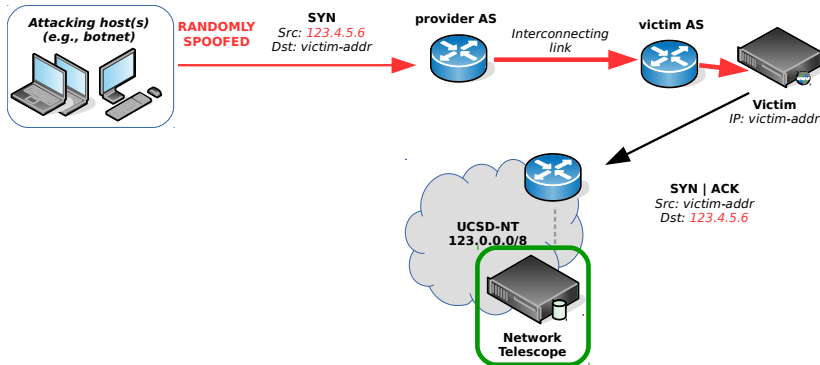 Attacking host(s)
(e.g., botnet)
RANDOMLY
SPOOFED
SYN
Src: 123.4.5.6
Dst: victim-addr
provider AS
Interconnecting
link
victim AS
Victim
IP: victim-addr
SYN | ACK
Src: victim-addr
Dst: 123.4.5.6
UCSD-NT
123.0.0.0/8
Network
Telescope